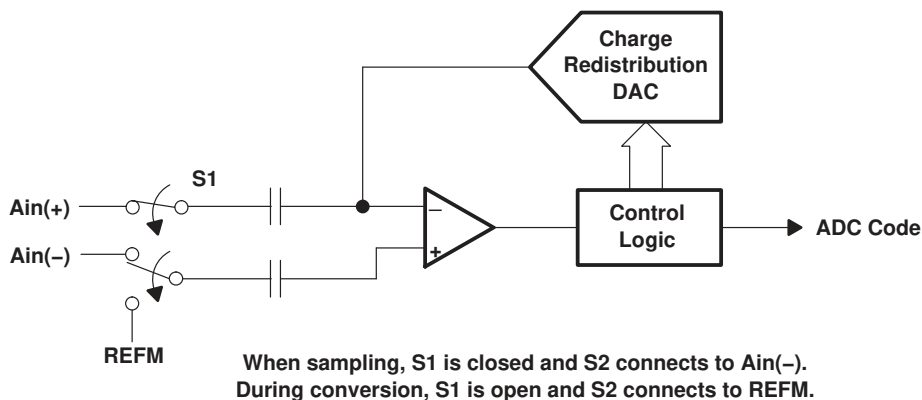 Charge
Redistribution
DAC
S1
Ain(+)
−
Control
Logic
ADC Code
Ain(−)
+
REFM
When sampling, S1 is closed and S2 connects to Ain(−).
During conversion, S1 is open and S2 connects to REFM.